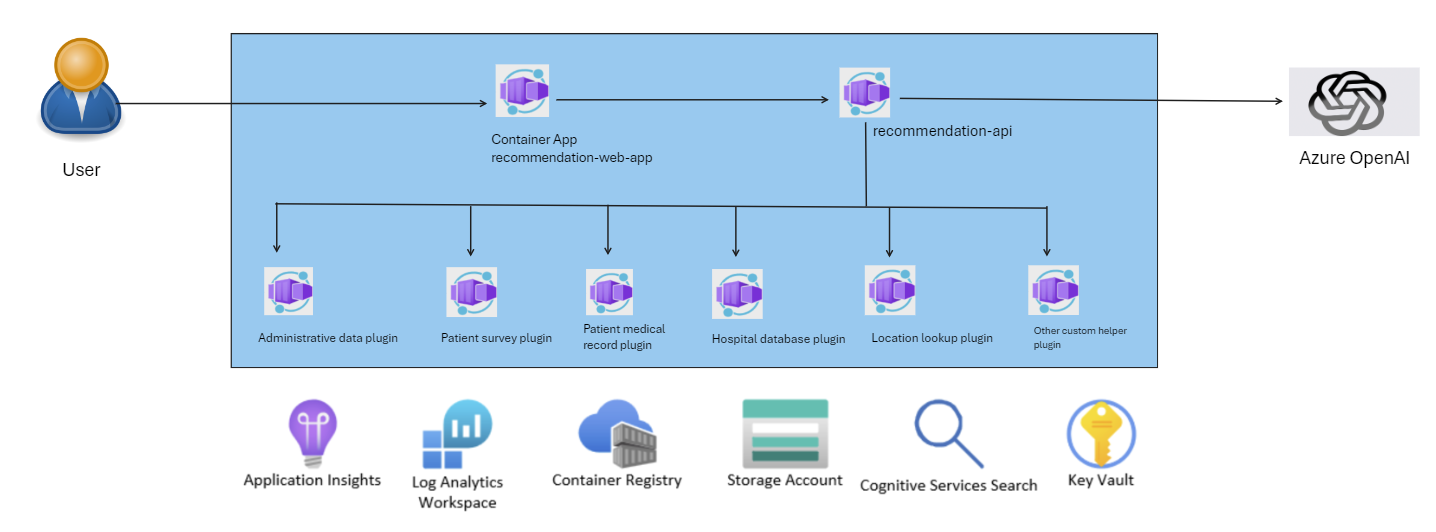 User
Container App
recommendation-web-app
recommendation-api
Azure OpenAI
Administrative data plugin
Patient survey plugin
Patient medical
record plugin
Hospital database plugin
Location lookup plugin
Other custom helper
plugin
Application Insights
Log Analytics
Workspace
Container Registry
Storage Account
Cognitive Services Search
Key Vault